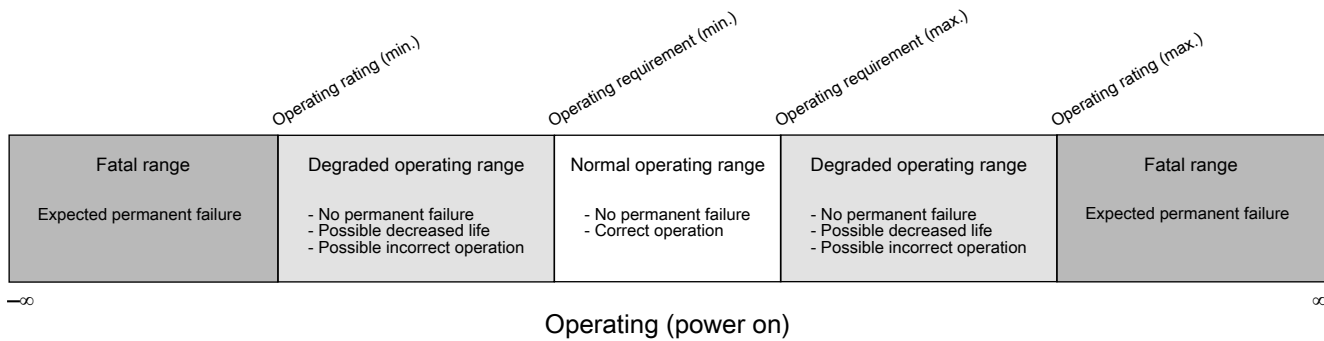 Operating rating (min.)
Operating requirement (min.)
Operating requirement (max.)
Operating rating (max.)
Fatal range
Expected permanent failure
Degraded operating range
- No permanent failure
- Possible decreased life
- Possible incorrect operation
Normal operating range
- No permanent failure
- Correct operation
Degraded operating range
- No permanent failure
- Possible decreased life
- Possible incorrect operation
Fatal range
Expected permanent failure
–∞
∞
Operating (power on)